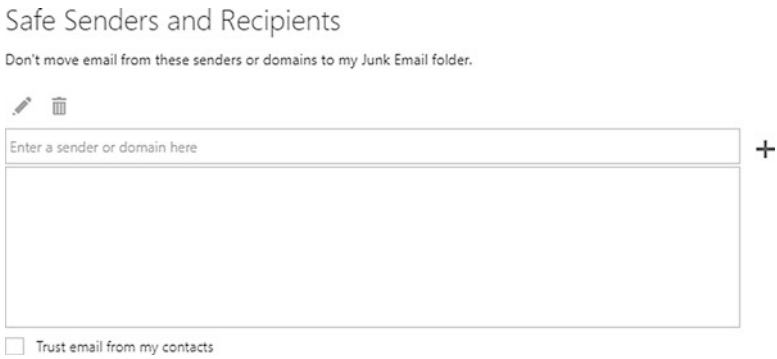 Safe Senders and Recipients
Don't move email from these senders or domains to my Junk Email folder.
Enter a sender or domain here
Trust email from my contacts